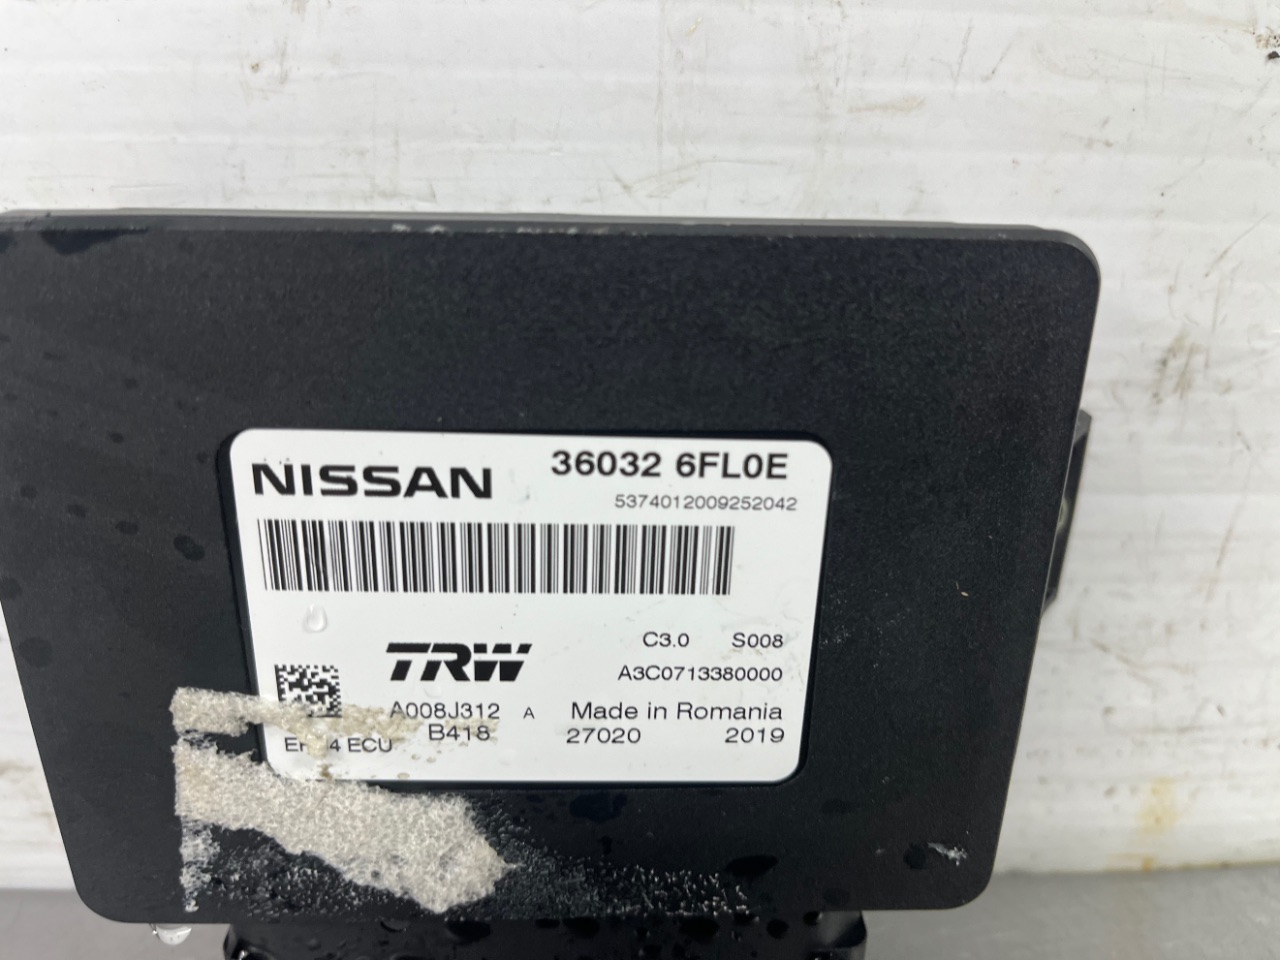 NISSAN 36032 6FL0E
5374012009252042
C3.0 S008
TRW
A3C0713380000
A008J312 A Made in Romania
B418 27020 2019
ECU